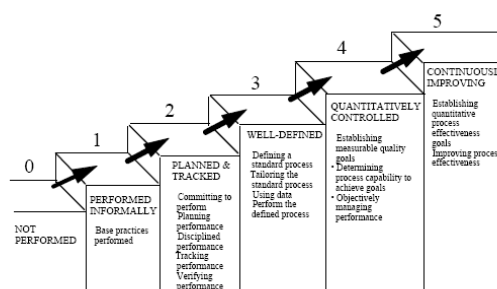 0
NOT
PERFORMED
1
PERFORMED
INFORMALLY
Base practices
performed
2
PLANNED &
TRACKED
Committing to
perform
Planning
performance
Disciplined
performance
Tracking
performance
Verifying
performance
3
WELL-DEFINED
Defining a
standard process
Tailoring the
standard process
Using data
Perform the
defined process
4
QUANTITATIVELY
CONTROLLED
Establishing
measurable quality
goals
• Determining
process capability to
achieve goals
• Objectively
managing
performance
5
CONTINUOUSLY
IMPROVING
Establishing
quantitative
process
effectiveness
goals
Improving proce
effectiveness